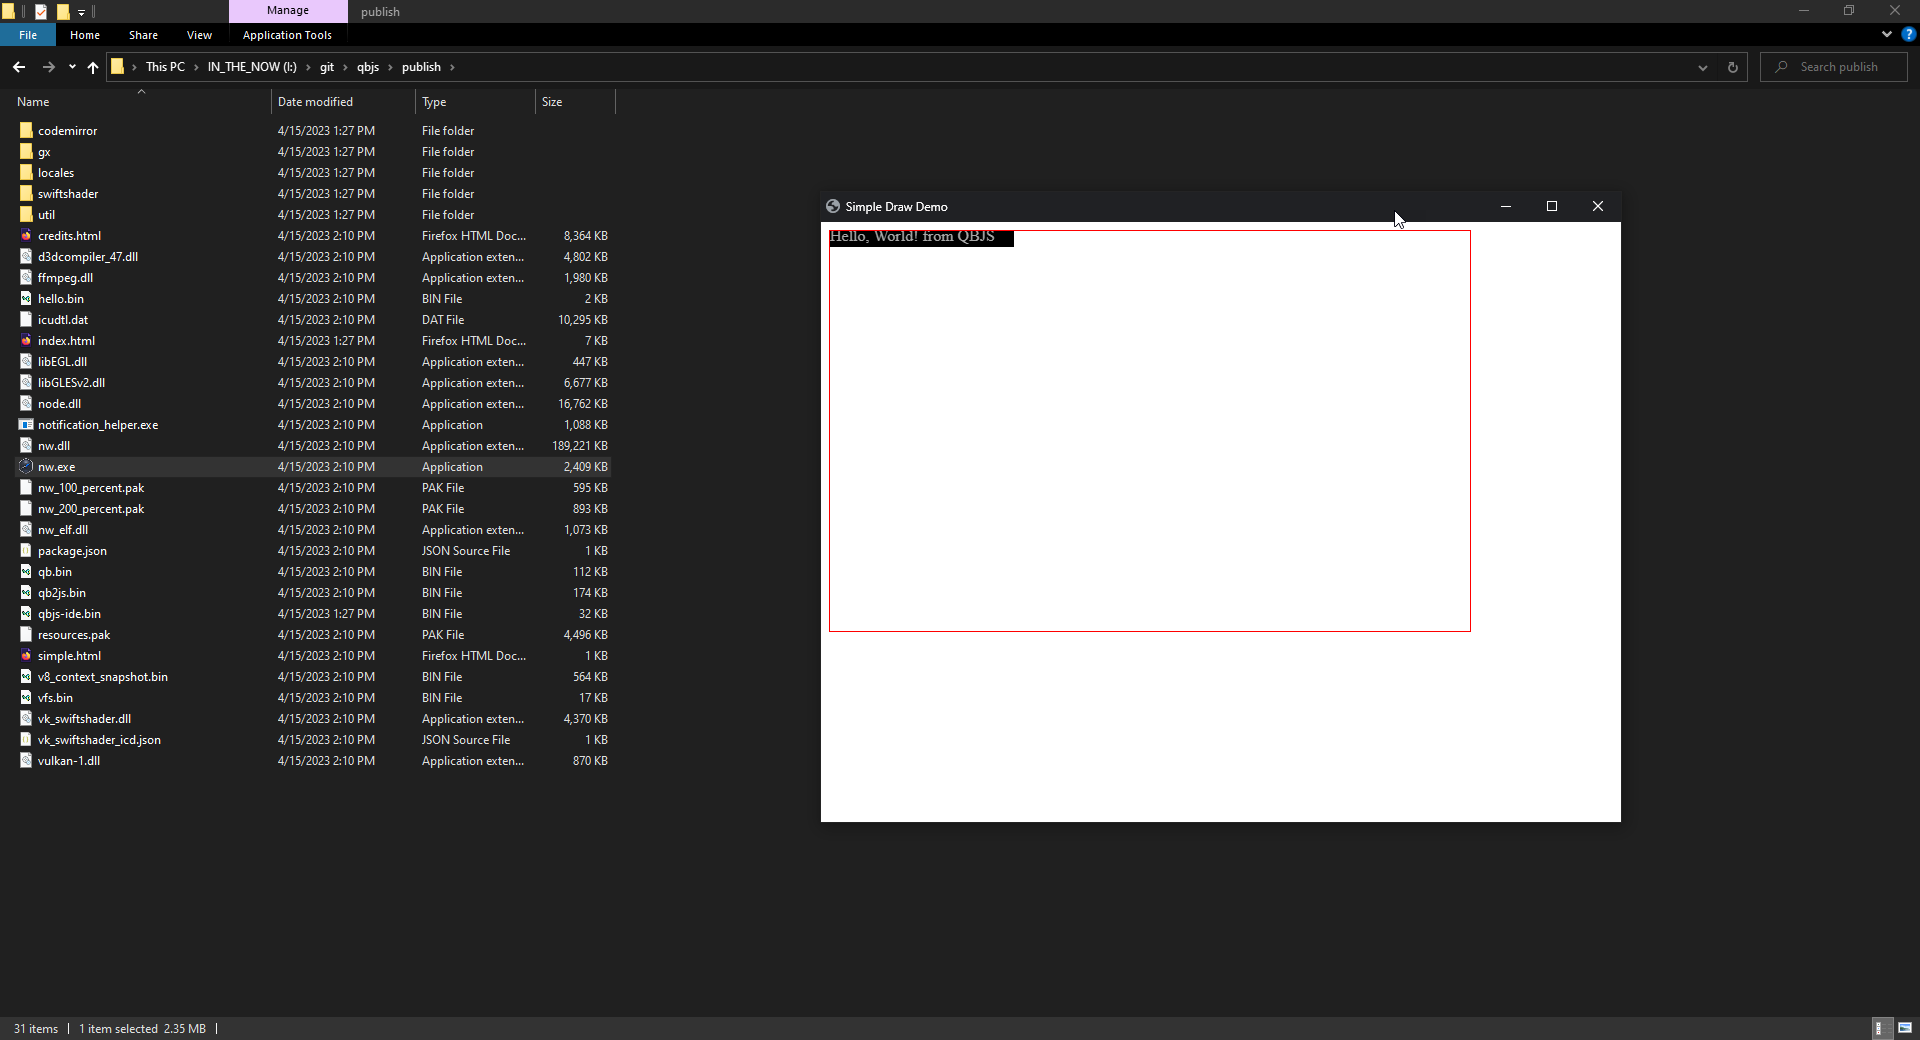 Manage
publish
File Home Share View Application Tools
This PC IN_THE_NOW (I:) git qbjs publish
Search publish
Name Date modified Type Size
codemirror 4/15/2023 1:27 PM File folder
gx 4/15/2023 1:27 PM File folder
locales 4/15/2023 1:27 PM File folder
swiftshader 4/15/2023 1:27 PM File folder
util 4/15/2023 1:27 PM File folder
credits.html 4/15/2023 2:10 PM Firefox HTML Doc... 8,364 KB
d3dcompiler_47.dll 4/15/2023 2:10 PM Application exten... 4,802 KB
ffmpeg.dll 4/15/2023 2:10 PM Application exten... 1,980 KB
hello.bin 4/15/2023 2:10 PM BIN File 2 KB
icudtl.dat 4/15/2023 2:10 PM DAT File 10,295 KB
index.html 4/15/2023 1:27 PM Firefox HTML Doc... 7 KB
libEGL.dll 4/15/2023 2:10 PM Application exten... 447 KB
libGLESv2.dll 4/15/2023 2:10 PM Application exten... 6,677 KB
node.dll 4/15/2023 2:10 PM Application exten... 16,762 KB
notification_helper.exe 4/15/2023 2:10 PM Application 1,088 KB
nw.dll 4/15/2023 2:10 PM Application exten... 189,221 KB
nw.exe 4/15/2023 2:10 PM Application 2,409 KB
nw_100_percent.pak 4/15/2023 2:10 PM PAK File 595 KB
nw_200_percent.pak 4/15/2023 2:10 PM PAK File 893 KB
nw_elf.dll 4/15/2023 2:10 PM Application exten... 1,073 KB
package.json 4/15/2023 2:10 PM JSON Source File 1 KB
qb.bin 4/15/2023 2:10 PM BIN File 112 KB
qb2js.bin 4/15/2023 2:10 PM BIN File 174 KB
qbjs-ide.bin 4/15/2023 1:27 PM BIN File 32 KB
resources.pak 4/15/2023 2:10 PM PAK File 4,496 KB
simple.html 4/15/2023 2:10 PM Firefox HTML Doc... 1 KB
v8_context_snapshot.bin 4/15/2023 2:10 PM BIN File 564 KB
vfs.bin 4/15/2023 2:10 PM BIN File 17 KB
vk_swiftshader.dll 4/15/2023 2:10 PM Application exten... 4,370 KB
vk_swiftshader_icd.json 4/15/2023 2:10 PM JSON Source File 1 KB
vulkan-1.dll 4/15/2023 2:10 PM Application exten... 870 KB
Simple Draw Demo
Hello, World! from QBJS
31 items 1 item selected 2.35 MB